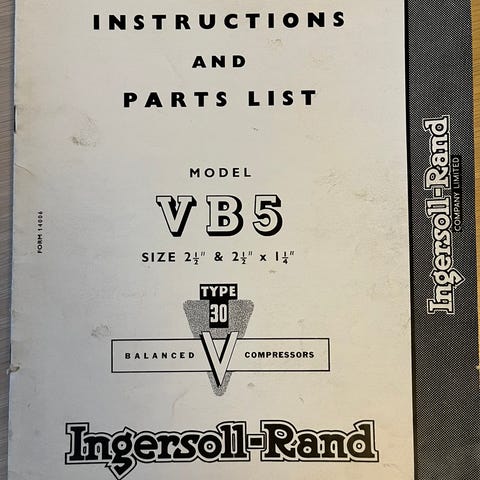 INSTRUCTIONS
AND
PARTS LIST
MODEL
VB5
SIZE 2½" & 2½" x 1¼"
TYPE
30
BALANCED V COMPRESSORS
Ingersoll-Rand
FORM 14006
Ingersoll-Rand
COMPANY LIMITED